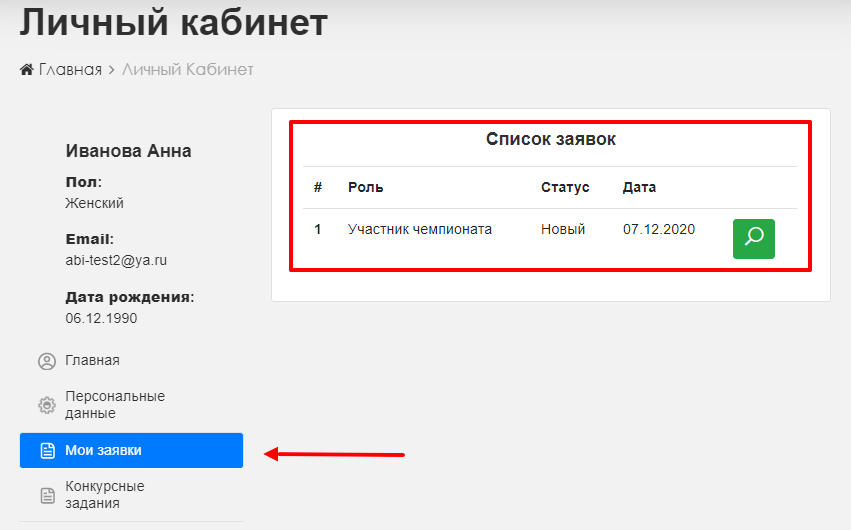 Личный кабинет
Главная > Личный Кабинет
Иванова Анна
Пол:
Женский
Email:
abi-test2@ya.ru
Дата рождения:
06.12.1990
Главная
Персональные
данные
Мои заявки
Конкурсные
задания
Список заявок
# Роль Статус Дата
1 Участник чемпионата Новый 07.12.2020